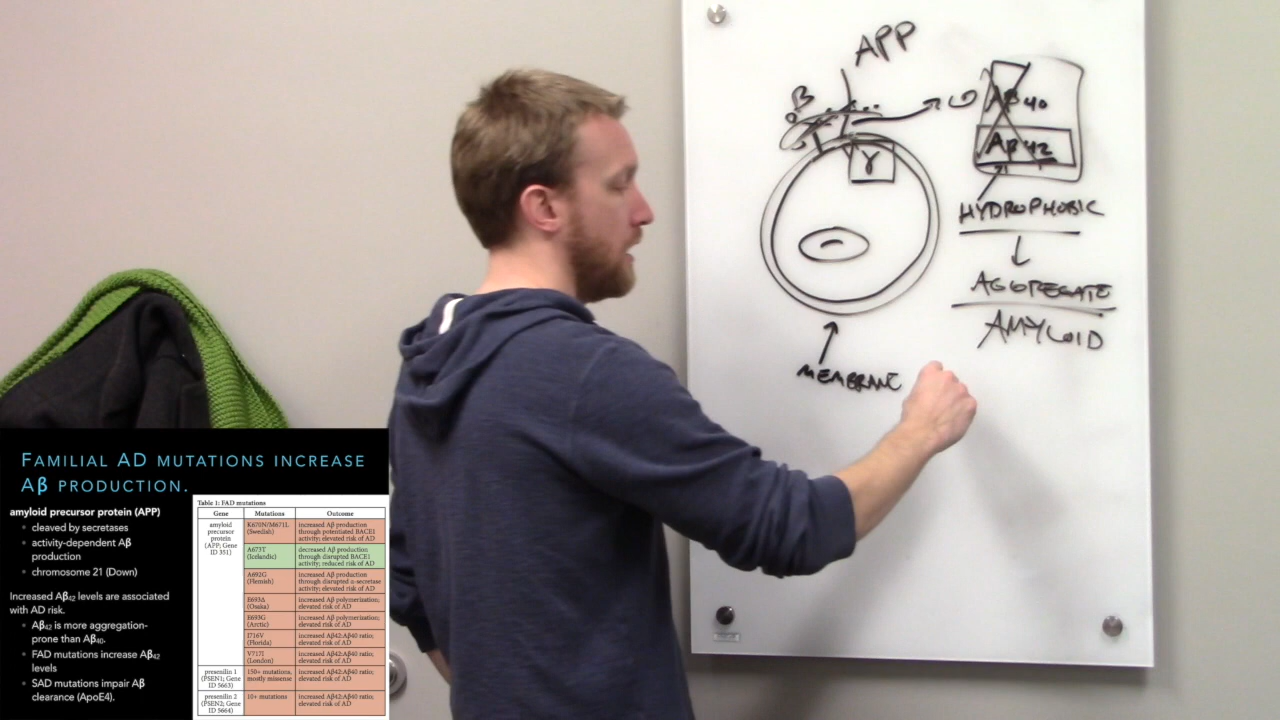 APP
β
Aβ40
Aβ42
γ
HYDROPHOBIC
↓
AGGREGATE
AMYLOID
MEMBRANE
FAMILIAL AD MUTATIONS INCREASE
Aβ PRODUCTION.
amyloid precursor protein (APP)
• cleaved by secretases
• activity-dependent Aβ
production
• chromosome 21 (Down)
Increased Aβ42 levels are associated
with AD risk.
• Aβ42 is more aggregation-
prone than Aβ40.
• FAD mutations increase Aβ42
levels
• SAD mutations impair Aβ
clearance (ApoE4).
Table 1: FAD mutations
Gene Mutations Outcome
amyloid
precursor
protein
(APP; Gene
ID 351)
K670N/M671L
(Swedish)
increased Aβ production
through potentiated BACE1
activity; elevated risk of AD
A673T
(Icelandic)
decreased Aβ production;
through disrupted BACE1
activity; reduced risk of AD
A692G
(Flemish)
increased Aβ production
through disrupted α-secretase
activity; elevated risk of AD
E693Δ
(Osaka)
increased Aβ polymerization;
elevated risk of AD
E693G
(Arctic)
increased Aβ polymerization;
elevated risk of AD
I716V
(Florida)
increased Aβ42:Aβ40 ratio;
elevated risk of AD
V717I
(London)
increased Aβ42:Aβ40 ratio;
elevated risk of AD
presenilin 1
(PSEN1; Gene
ID 5663)
150+ mutations,
mostly missense
increased Aβ42:Aβ40 ratio;
elevated risk of AD
presenilin 2
(PSEN2; Gene
ID 5664)
10+ mutations
increased Aβ42:Aβ40 ratio;
elevated risk of AD